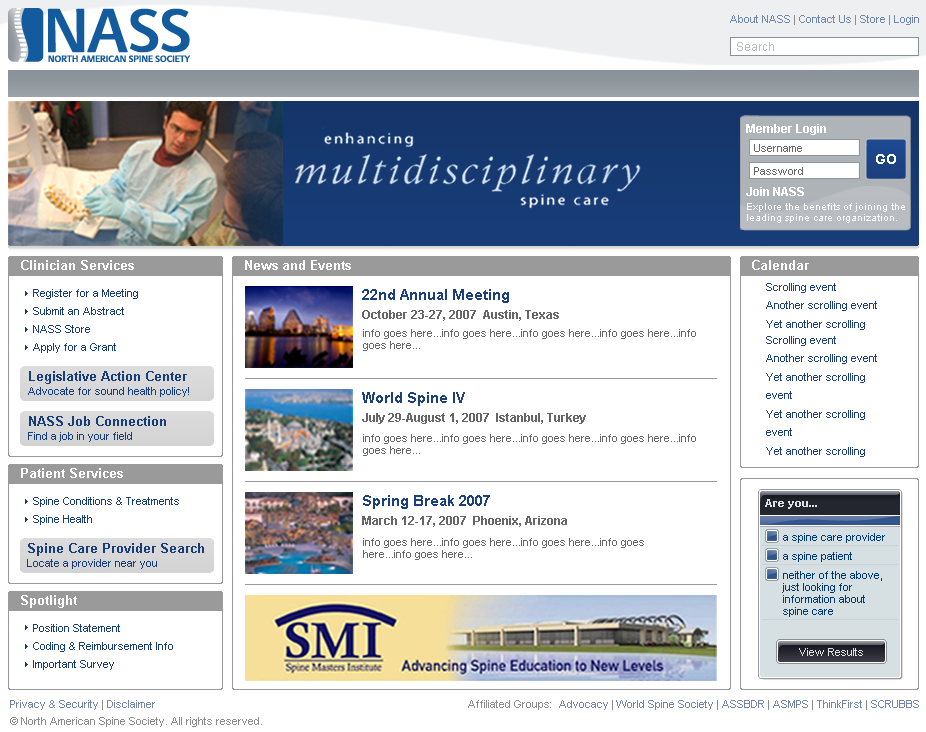 NASS
NORTH AMERICAN SPINE SOCIETY
About NASS | Contact Us | Store | Login
Search
enhancing
multidisciplinary
spine care
Member Login
Username
Password
GO
Join NASS
Explore the benefits of joining the
leading spine care organization.
Clinician Services
Register for a Meeting
Submit an Abstract
NASS Store
Apply for a Grant
Legislative Action Center
Advocate for sound health policy!
NASS Job Connection
Find a job in your field
Patient Services
Spine Conditions & Treatments
Spine Health
Spine Care Provider Search
Locate a provider near you
Spotlight
Position Statement
Coding & Reimbursement Info
Important Survey
News and Events
22nd Annual Meeting
October 23-27, 2007 Austin, Texas
info goes here...info goes here...info goes here...info goes here...info
goes here...
World Spine IV
July 29-August 1, 2007 Istanbul, Turkey
info goes here...info goes here...info goes here...info goes here...info
goes here...
Spring Break 2007
March 12-17, 2007 Phoenix, Arizona
info goes here...info goes here...info goes here...info goes
here...info goes here...
SMI
Spine Masters Institute
Advancing Spine Education to New Levels
Calendar
Scrolling event
Another scrolling event
Yet another scrolling
Scrolling event
Another scrolling event
Yet another scrolling
event
Yet another scrolling
event
Yet another scrolling
Are you...
a spine care provider
a spine patient
neither of the above,
just looking for
information about
spine care
View Results
Privacy & Security | Disclaimer
© North American Spine Society. All rights reserved.
Affiliated Groups: Advocacy | World Spine Society | ASSBDR | ASMPS | ThinkFirst | SCRUBBS